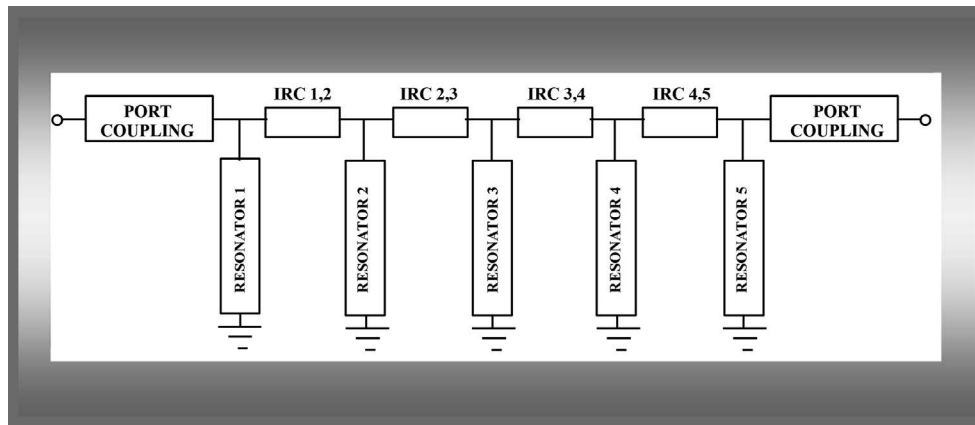 IRC 1,2
IRC 2,3
IRC 3,4
IRC 4,5
PORT
COUPLING
PORT
COUPLING
RESONATOR 1
RESONATOR 2
RESONATOR 3
RESONATOR 4
RESONATOR 5